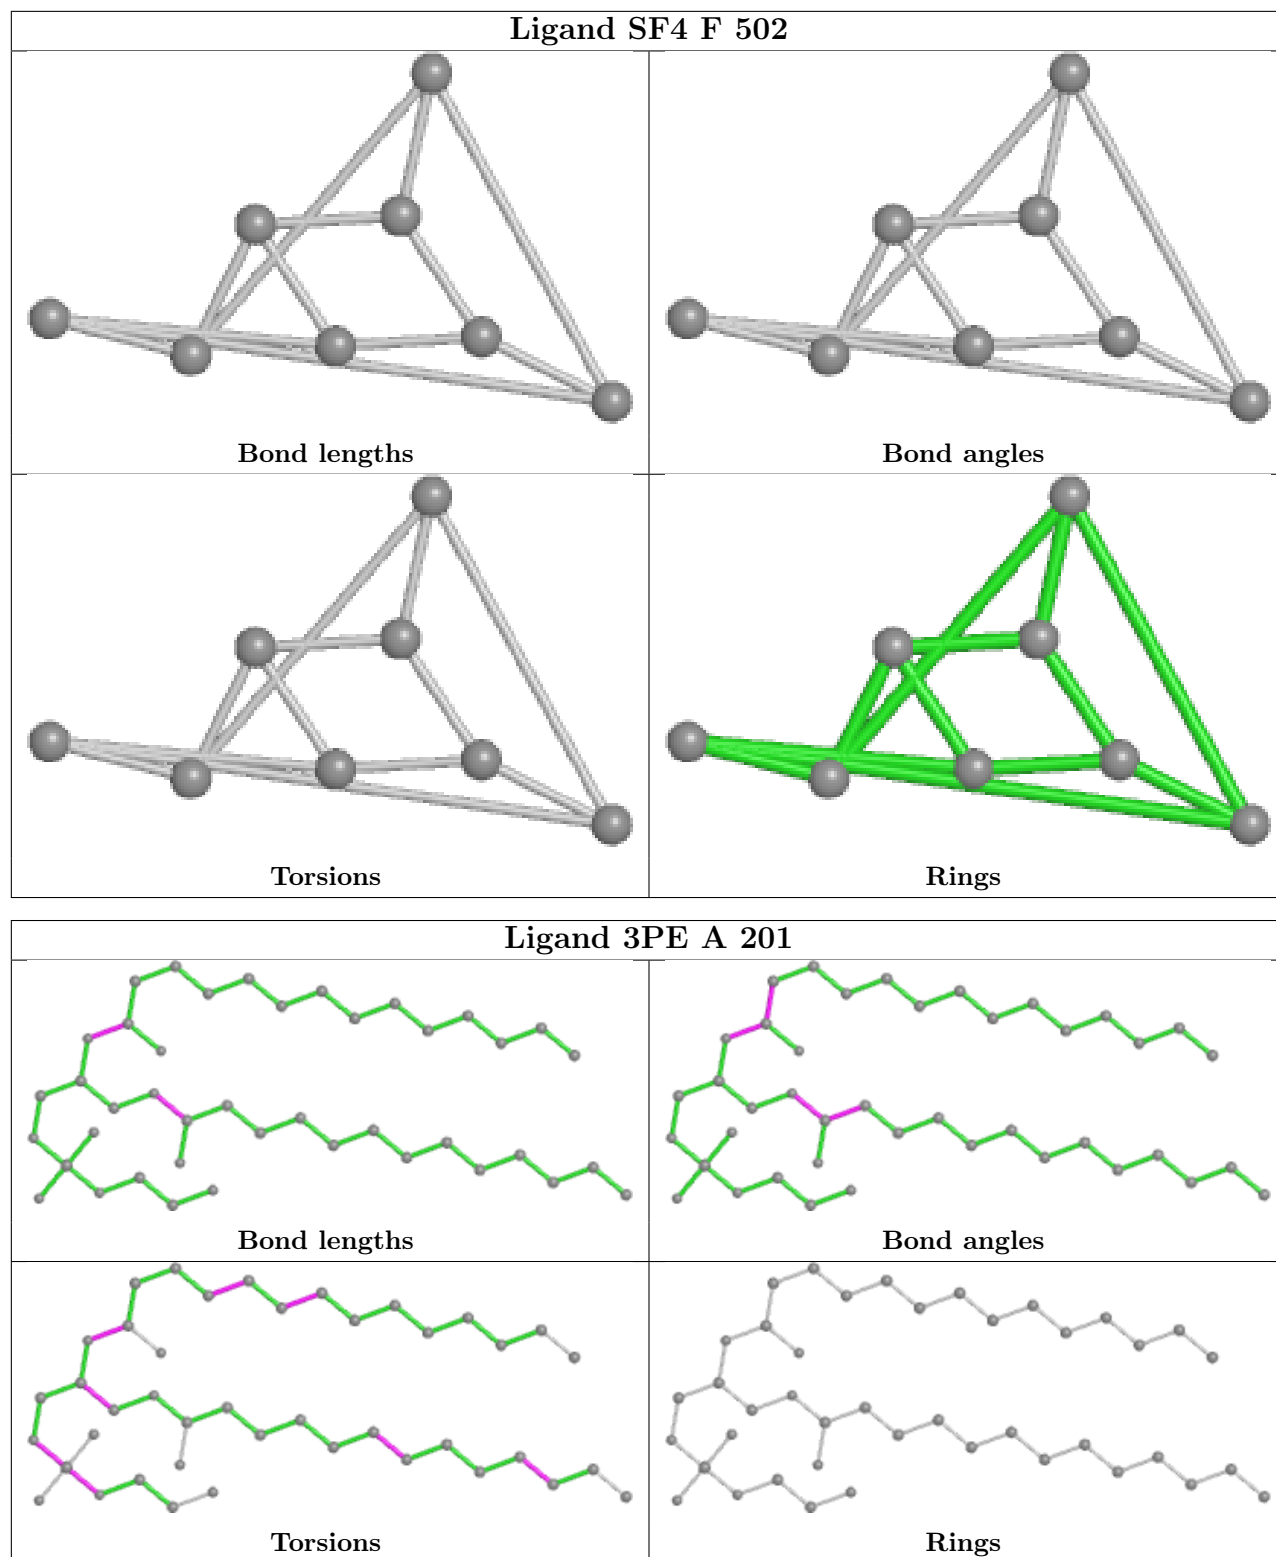 Ligand SF4 F 502
Bond lengths
Bond angles
Torsions
Rings
Ligand 3PE A 201
Bond lengths
Bond angles
Torsions
Rings